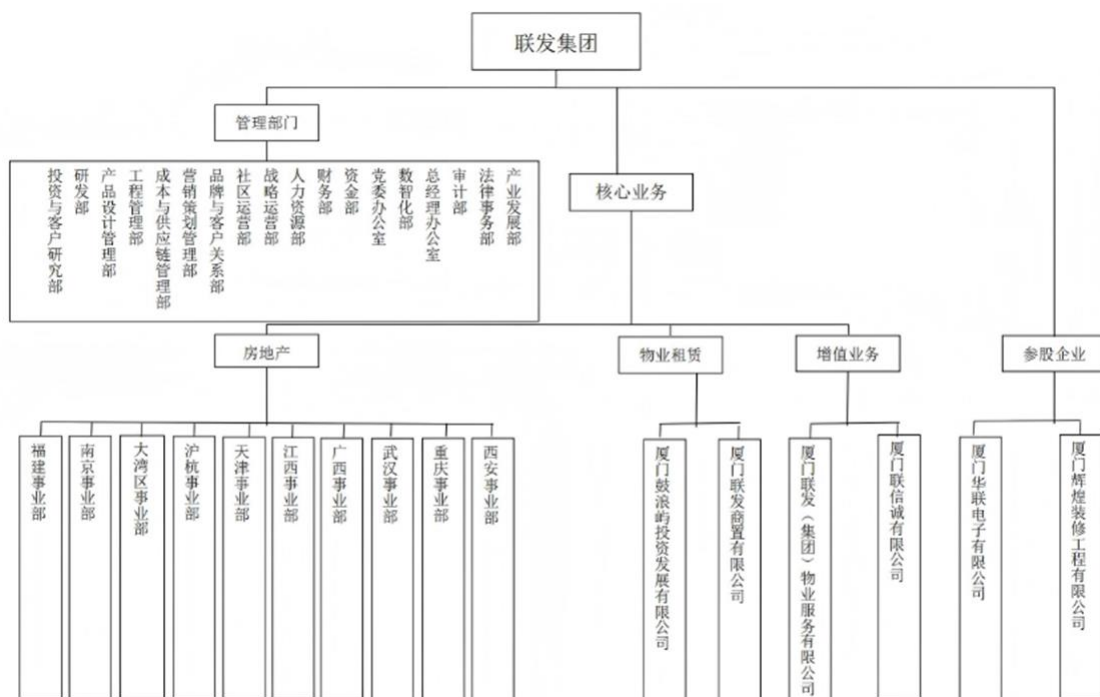 联发集团
管理部门
投资与客户研究部
研发部
产品设计管理部
工程管理部
成本与供应链管理部
营销策划管理部
品牌与客户关系部
社区运营部
战略运营部
人力资源部
财务部
资金部
党委办公室
数智化部
总经理办公室
审计部
法律事务部
产业发展部
核心业务
房地产
物业租赁
增值业务
参股企业
福建事业部
南京事业部
大湾区事业部
沪杭事业部
天津事业部
江西事业部
广西事业部
武汉事业部
重庆事业部
西安事业部
厦门鼓浪屿投资发展有限公司
厦门联发商置有限公司
厦门联发（集团）物业服务有限公司
厦门联信诚有限公司
厦门华联电子有限公司
厦门辉煌装修工程有限公司